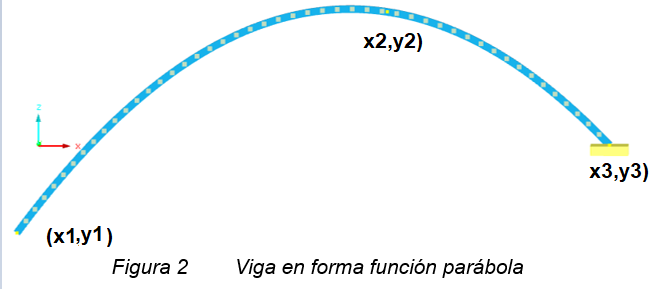 x2,y2)
z
x
x3,y3)
(x1,y1)
Figura 2 Viga en forma función parábola